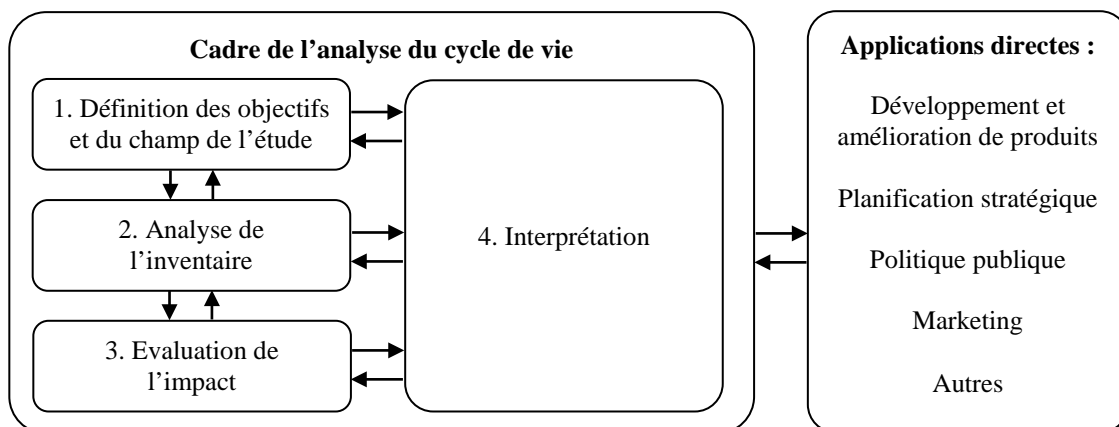 Cadre de l’analyse du cycle de vie
1. Définition des objectifs
et du champ de l’étude
2. Analyse de
l’inventaire
3. Evaluation de
l’impact
4. Interprétation
Applications directes :
Développement et
amélioration de produits
Planification stratégique
Politique publique
Marketing
Autres